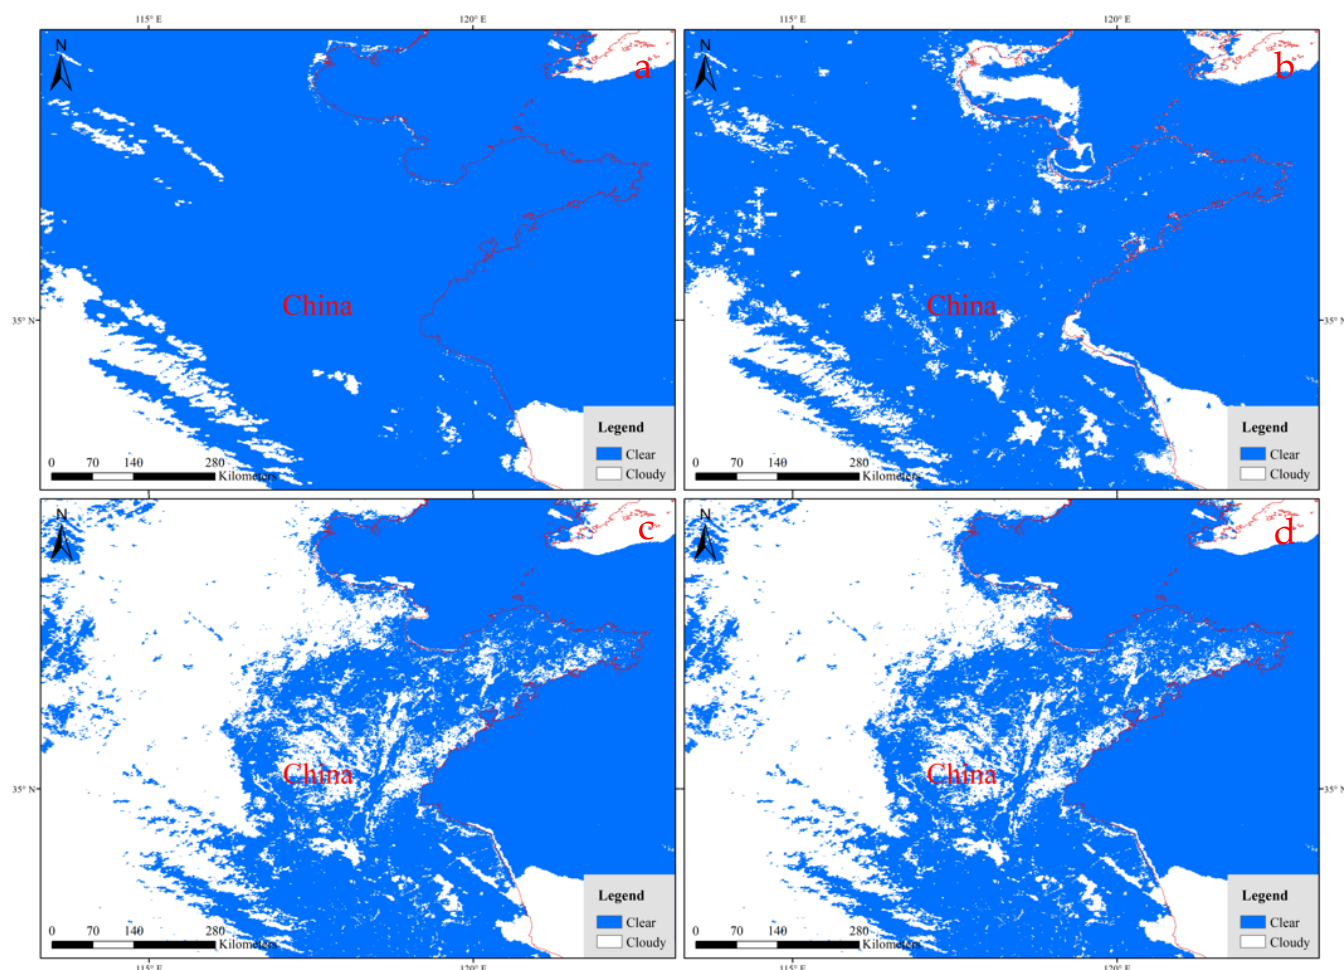 115° E 120° E 115° E 120° E
N a N b
China China
35° N 35° N
Legend Legend
Clear Clear
Cloudy Cloudy
0 70 140 280 0 70 140 280
Kilometers Kilometers
N c N d
China China
35° N 35° N
Legend Legend
Clear Clear
Cloudy Cloudy
0 70 140 280 0 70 140 280
Kilometers Kilometers
115° E 120° E 115° E 120° E